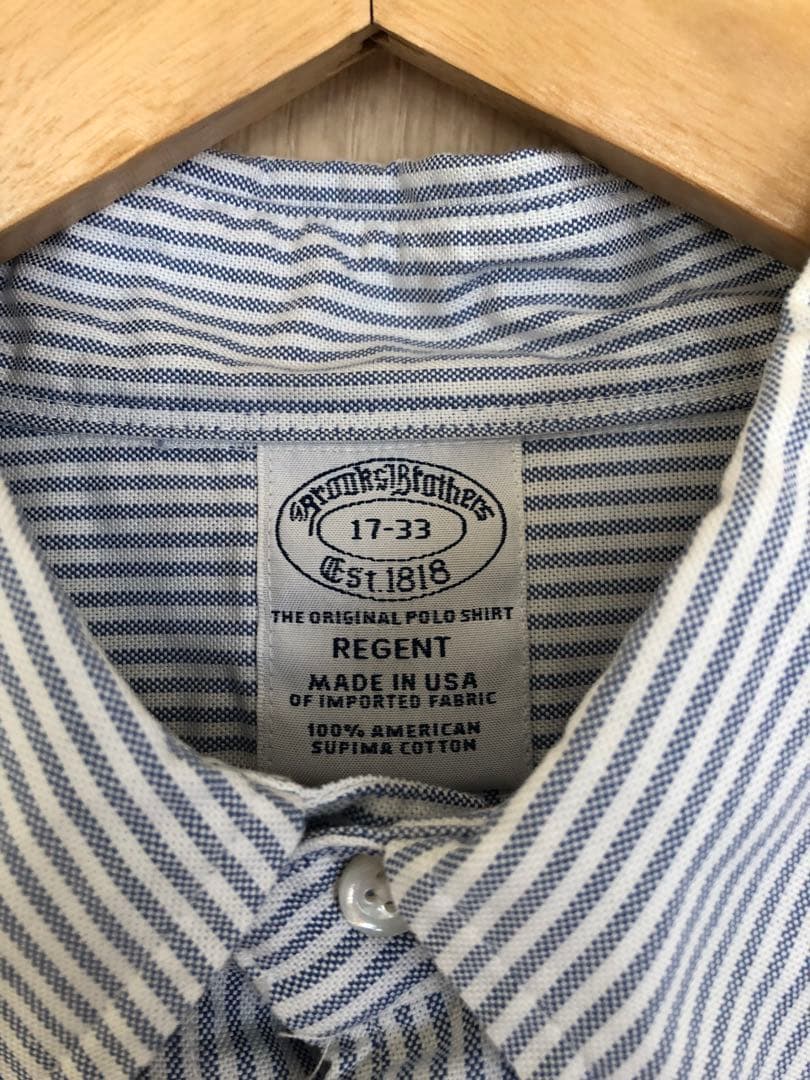 Brooks Brothers
17-33
Est. 1818
THE ORIGINAL POLO SHIRT
REGENT
MADE IN USA
OF IMPORTED FABRIC
100% AMERICAN
SUPIMA COTTON